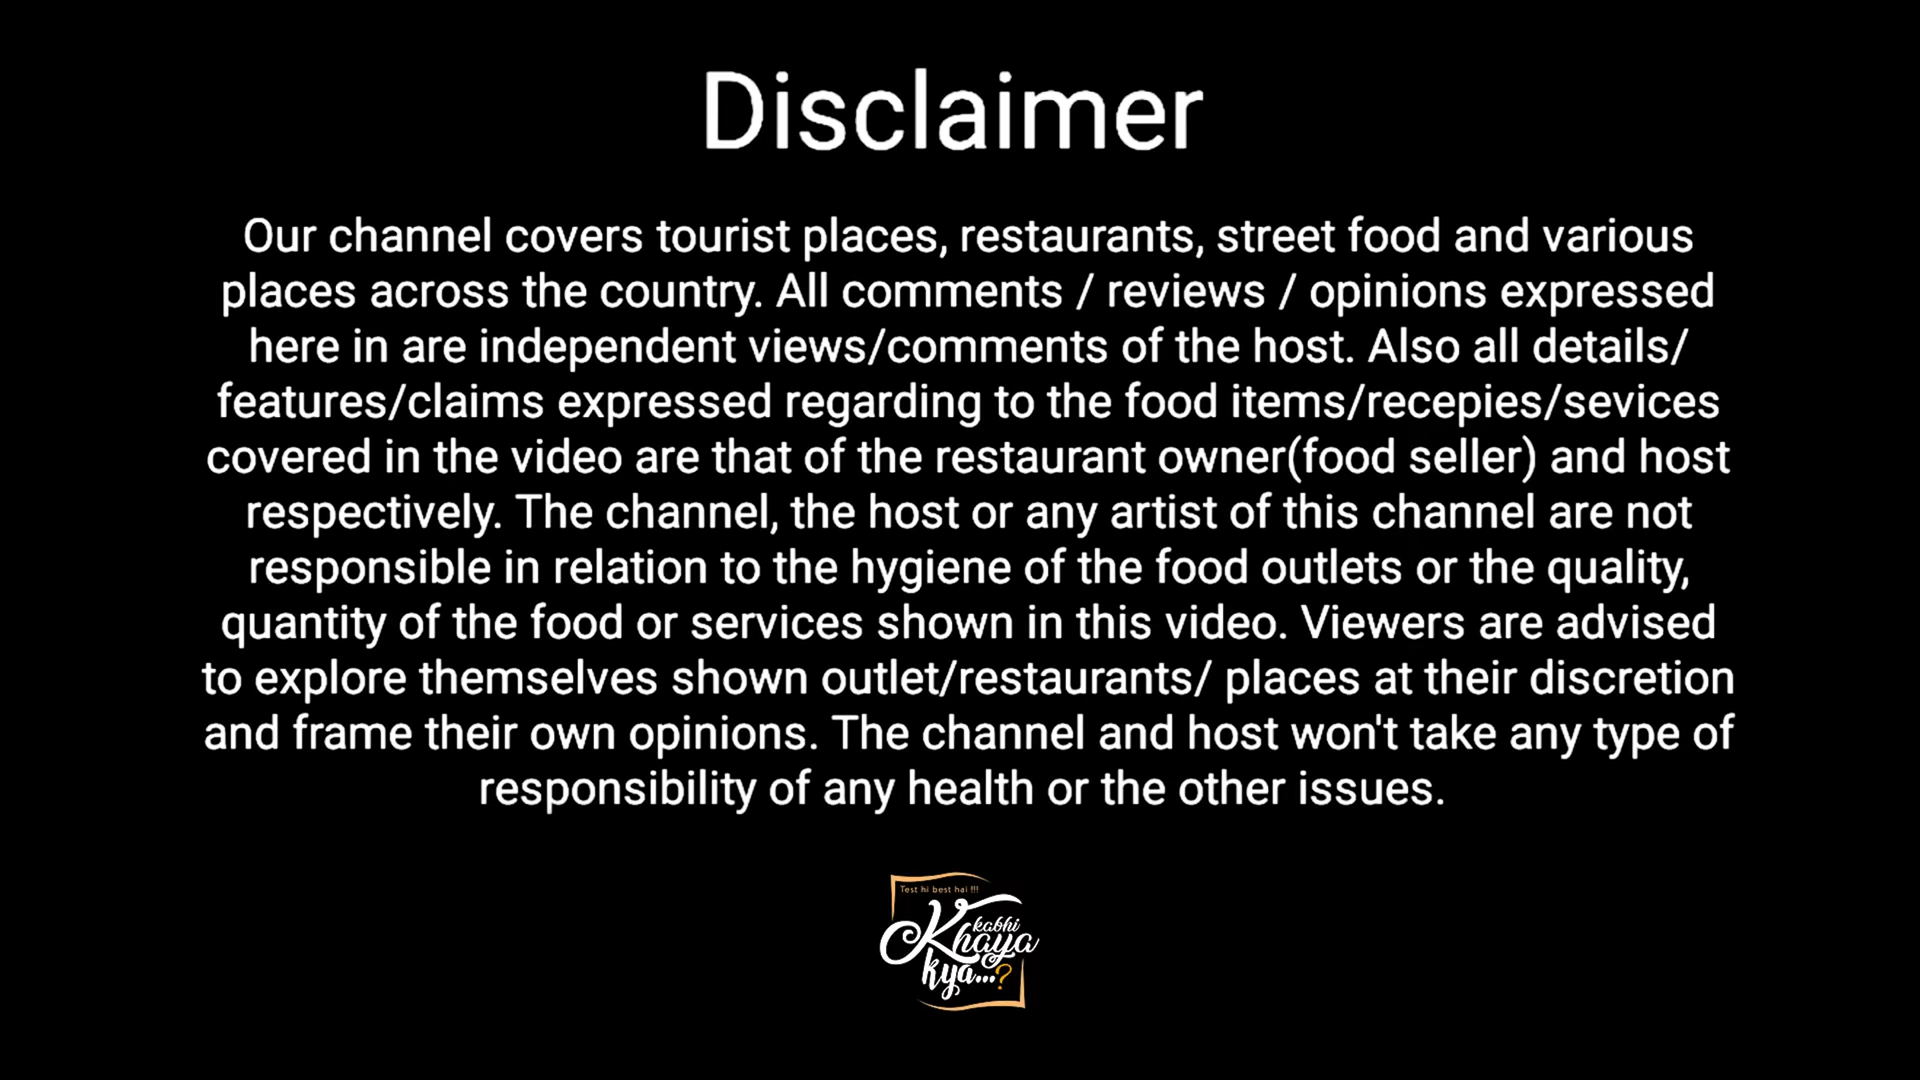 Disclaimer
Our channel covers tourist places, restaurants, street food and various
places across the country. All comments / reviews / opinions expressed
here in are independent views/comments of the host. Also all details/
features/claims expressed regarding to the food items/recepies/sevices
covered in the video are that of the restaurant owner(food seller) and host
respectively. The channel, the host or any artist of this channel are not
responsible in relation to the hygiene of the food outlets or the quality,
quantity of the food or services shown in this video. Viewers are advised
to explore themselves shown outlet/restaurants/ places at their discretion
and frame their own opinions. The channel and host won't take any type of
responsibility of any health or the other issues.
Test hi best hai !!!
kabhi
Khaya
kya...?